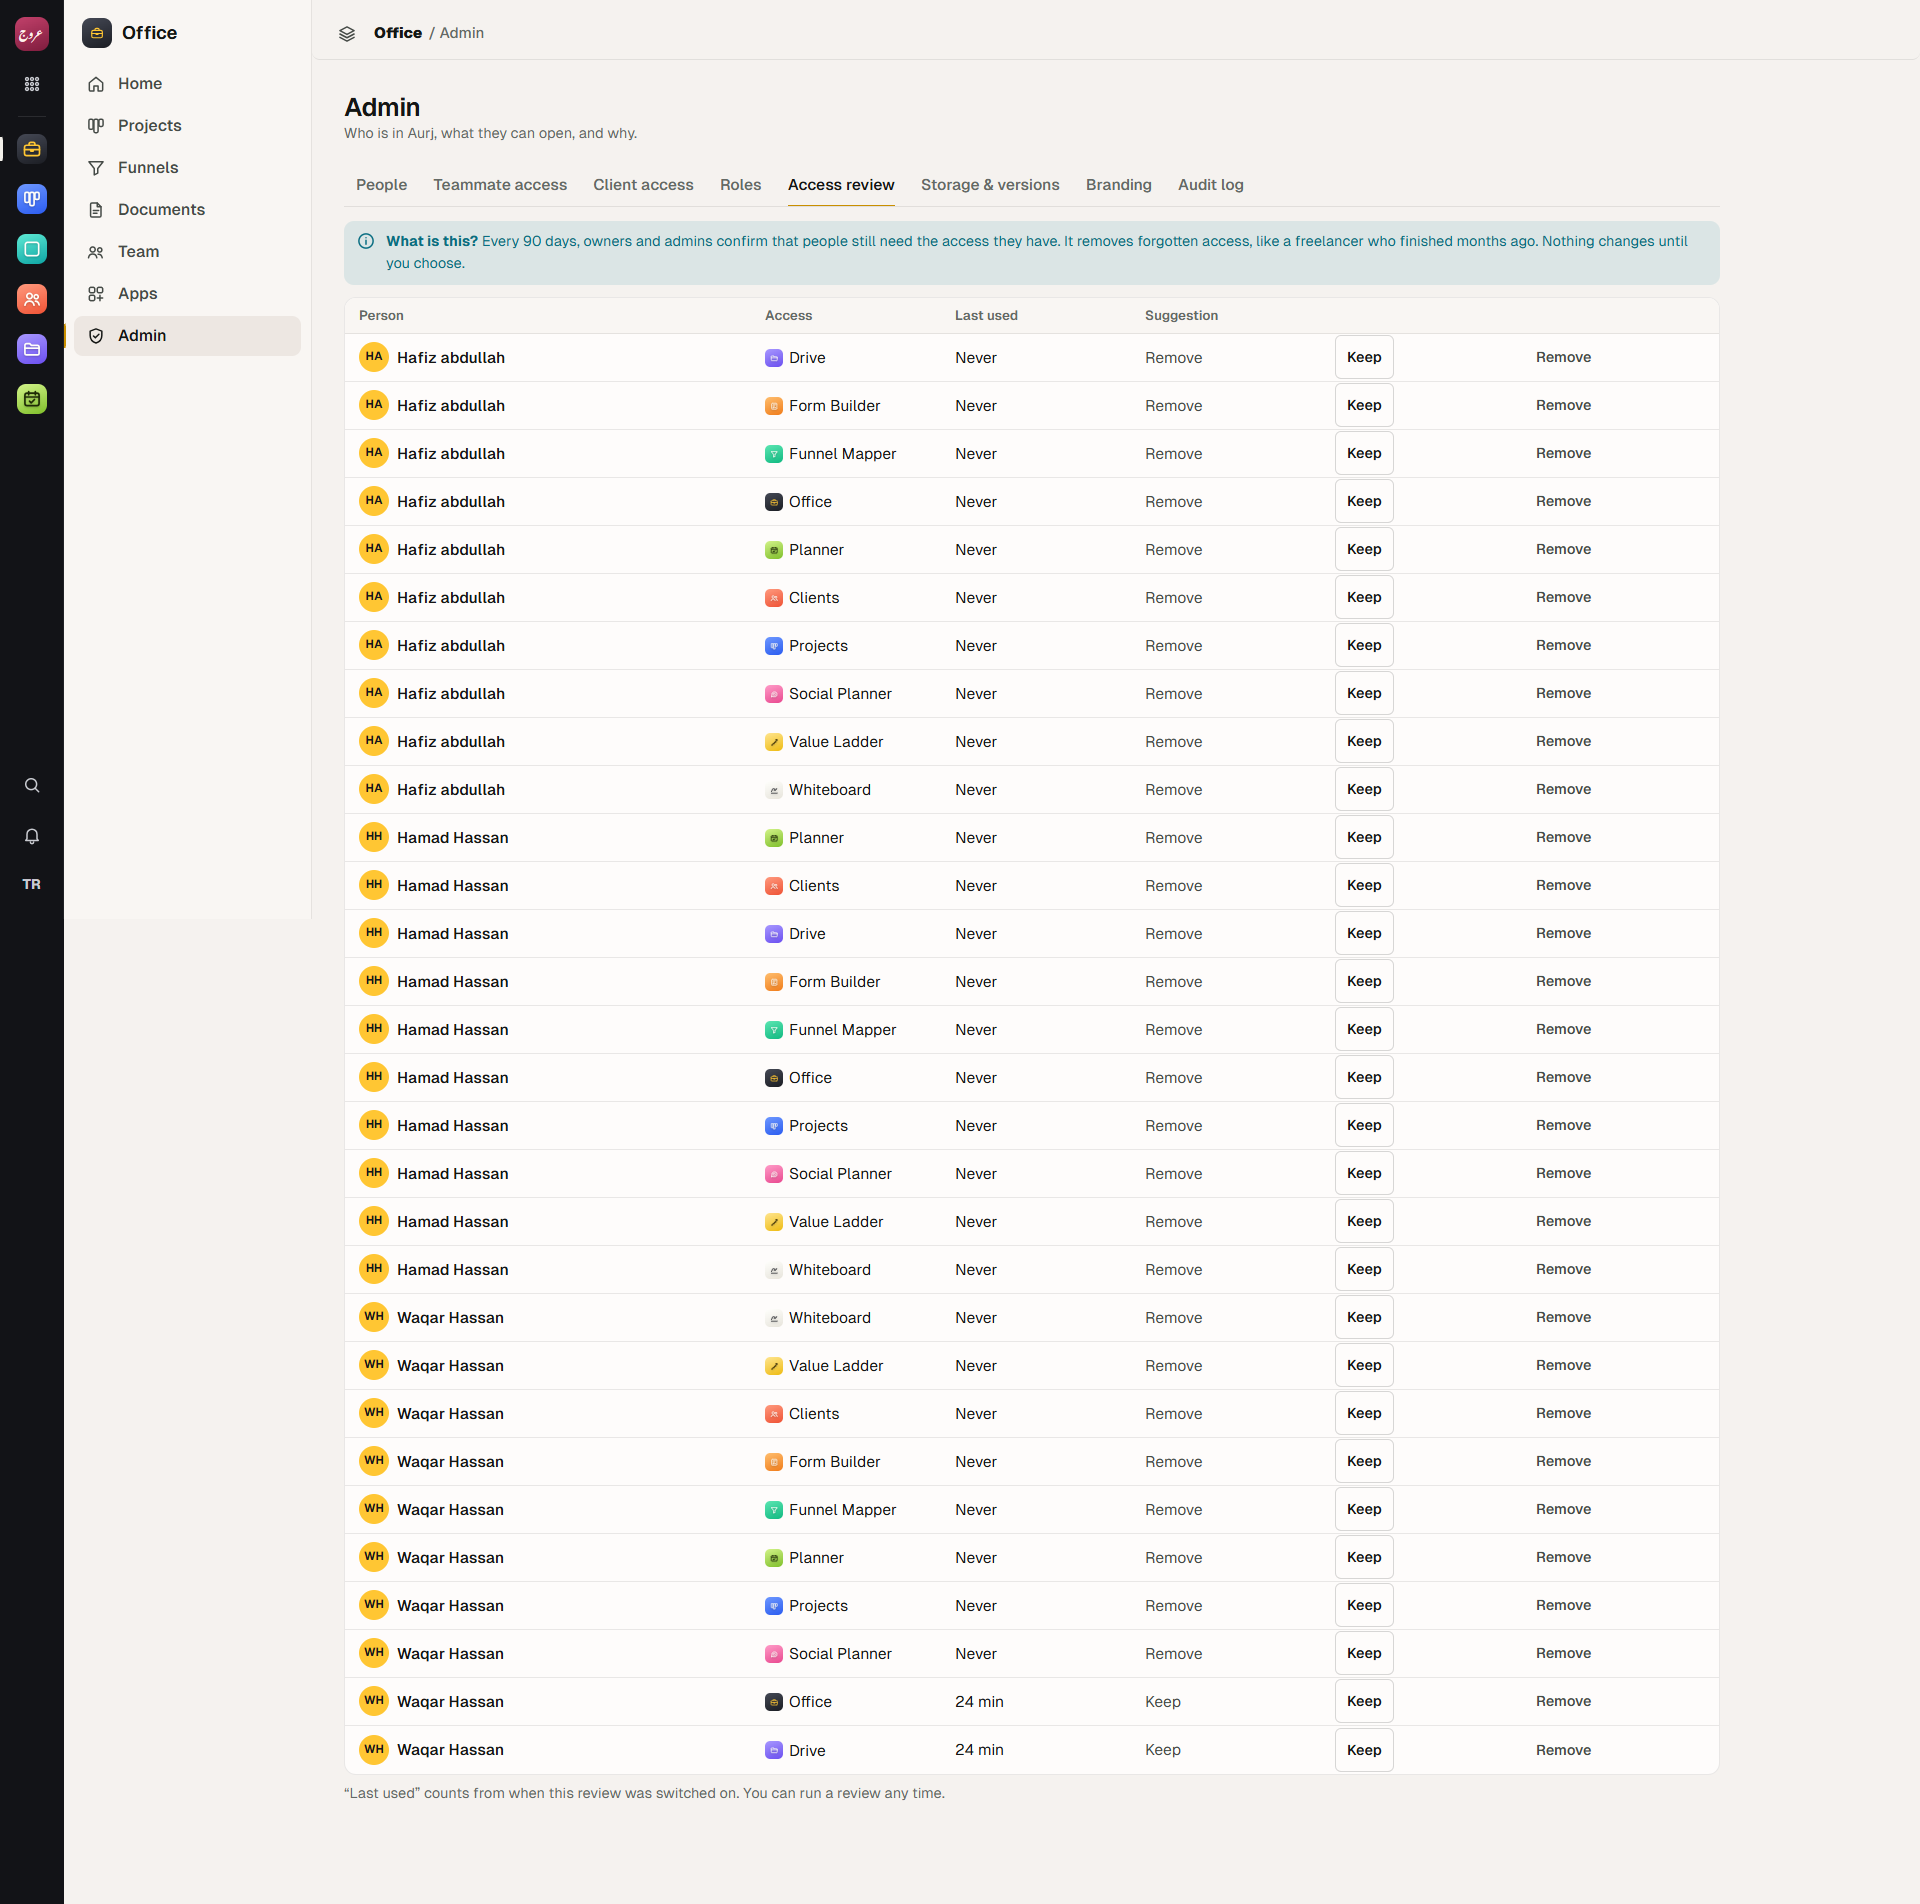 عروج
Office
Office / Admin
Home
Projects
Funnels
Documents
Team
Apps
Admin
TR
Admin
Who is in Aurj, what they can open, and why.
People Teammate access Client access Roles Access review Storage & versions Branding Audit log
What is this? Every 90 days, owners and admins confirm that people still need the access they have. It removes forgotten access, like a freelancer who finished months ago. Nothing changes until
you choose.
Person Access Last used Suggestion
HA Hafiz abdullah Drive Never Remove Keep Remove
HA Hafiz abdullah Form Builder Never Remove Keep Remove
HA Hafiz abdullah Funnel Mapper Never Remove Keep Remove
HA Hafiz abdullah Office Never Remove Keep Remove
HA Hafiz abdullah Planner Never Remove Keep Remove
HA Hafiz abdullah Clients Never Remove Keep Remove
HA Hafiz abdullah Projects Never Remove Keep Remove
HA Hafiz abdullah Social Planner Never Remove Keep Remove
HA Hafiz abdullah Value Ladder Never Remove Keep Remove
HA Hafiz abdullah Whiteboard Never Remove Keep Remove
HH Hamad Hassan Planner Never Remove Keep Remove
HH Hamad Hassan Clients Never Remove Keep Remove
HH Hamad Hassan Drive Never Remove Keep Remove
HH Hamad Hassan Form Builder Never Remove Keep Remove
HH Hamad Hassan Funnel Mapper Never Remove Keep Remove
HH Hamad Hassan Office Never Remove Keep Remove
HH Hamad Hassan Projects Never Remove Keep Remove
HH Hamad Hassan Social Planner Never Remove Keep Remove
HH Hamad Hassan Value Ladder Never Remove Keep Remove
HH Hamad Hassan Whiteboard Never Remove Keep Remove
WH Waqar Hassan Whiteboard Never Remove Keep Remove
WH Waqar Hassan Value Ladder Never Remove Keep Remove
WH Waqar Hassan Clients Never Remove Keep Remove
WH Waqar Hassan Form Builder Never Remove Keep Remove
WH Waqar Hassan Funnel Mapper Never Remove Keep Remove
WH Waqar Hassan Planner Never Remove Keep Remove
WH Waqar Hassan Projects Never Remove Keep Remove
WH Waqar Hassan Social Planner Never Remove Keep Remove
WH Waqar Hassan Office 24 min Keep Keep Remove
WH Waqar Hassan Drive 24 min Keep Keep Remove
“Last used” counts from when this review was switched on. You can run a review any time.